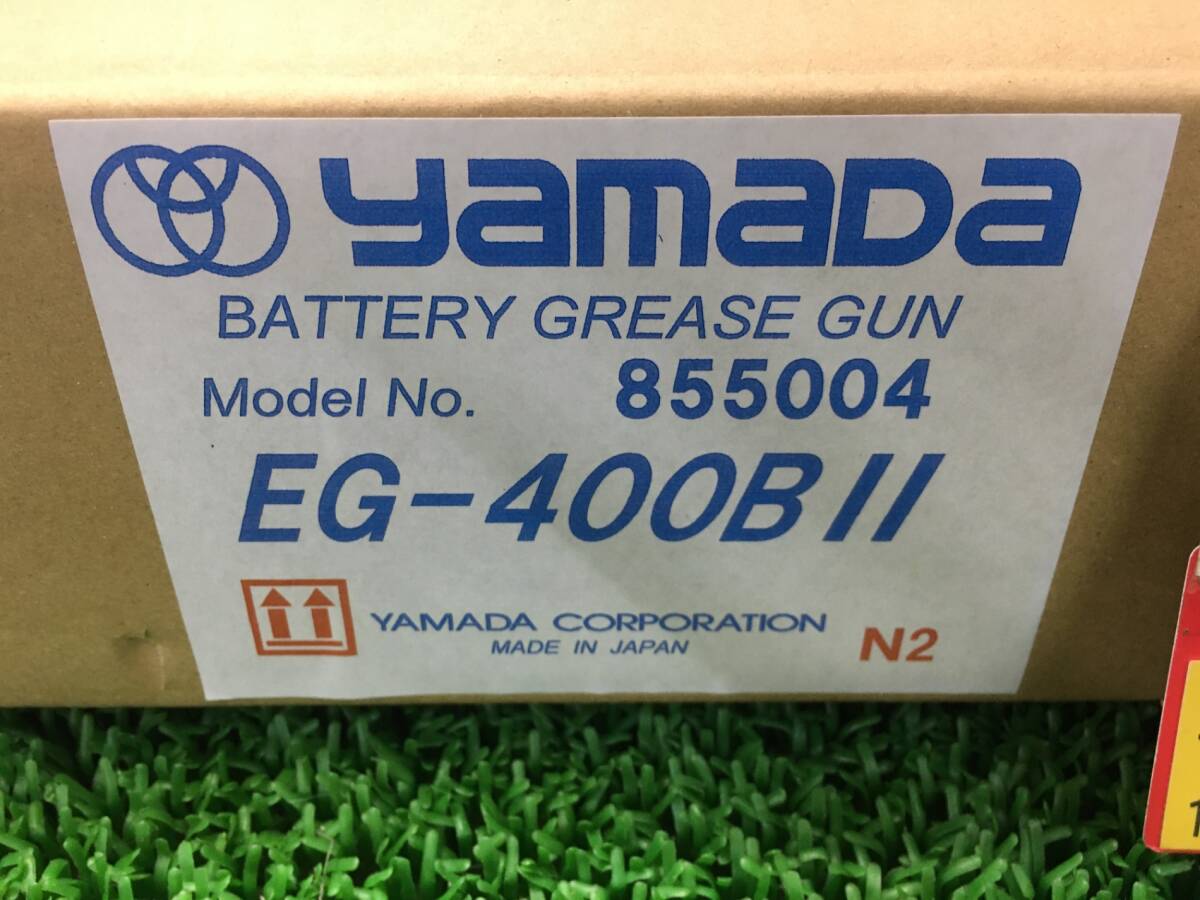 yamada
BATTERY GREASE GUN
Model No. 855004
EG-400BII
YAMADA CORPORATION
MADE IN JAPAN
N2